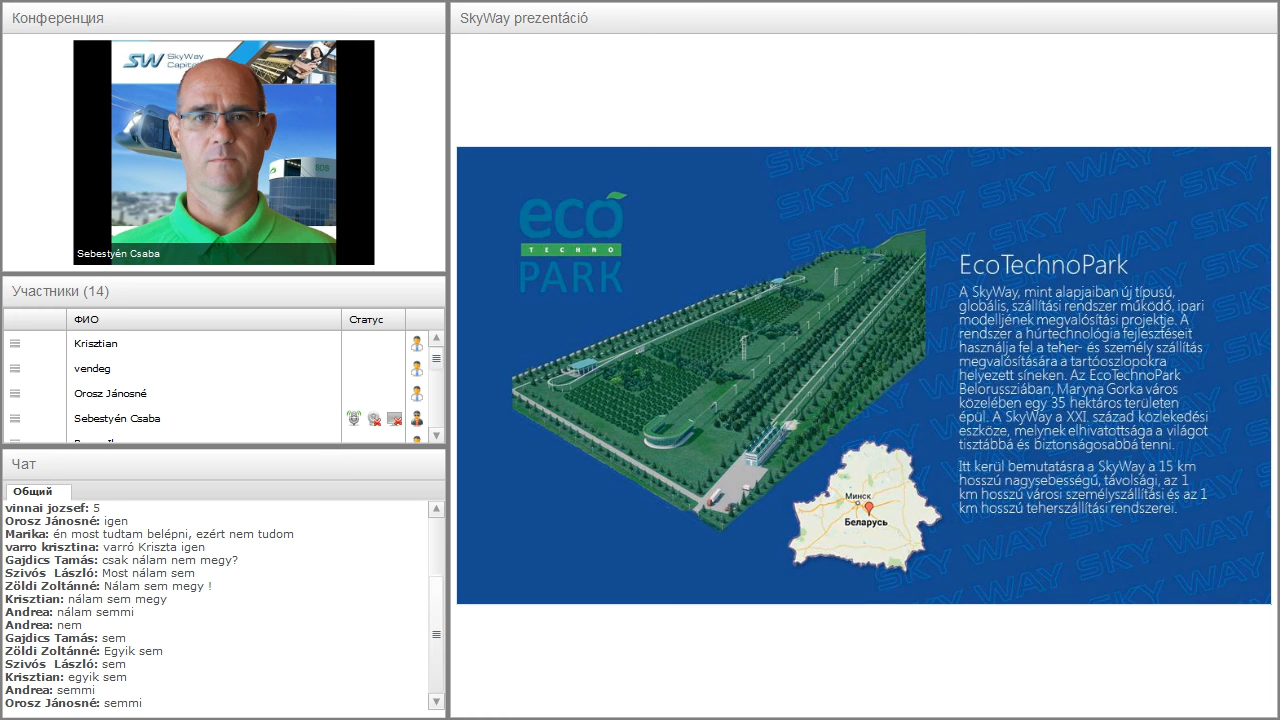 Конференция
SW SkyWay
Sebestyén Csaba
Участники (14)
ФИО
Статус
Krisztian
vendeg
Orosz Jánosné
Sebestyén Csaba
Чат
Общий
vinnai jozsef: 5
Orosz Jánosné: igen
Marika: én most tudtam belépni, ezért nem tudom
varro krisztina: varró Kriszta igen
Gajdics Tamás: csak nálam nem megy?
Szivós László: Most nálam sem
Zöldi Zoltánné: Nálam sem megy !
Krisztian: nálam sem megy
Andrea: nálam semmi
Andrea: nem
Gajdics Tamás: sem
Zöldi Zoltánné: Egyik sem
Szivós László: sem
Krisztian: egyik sem
Andrea: semmi
Orosz Jánosné: semmi
SkyWay prezentáció
SKY WAY
eco
TECHNO
PARK
EcoTechnoPark
A SkyWay, mint alapjaiban új típusú,
globális, szállítási rendszer működő, ipari
modelljének megvalósítási projektje. A
rendszer a húrtechnológia fejlesztéseit
használja fel a teher- és személy szállítás
megvalósítására a tartóoszlopokra
helyezett síneken. Az EcoTechnoPark
Belorussziában, Maryna Gorka város
közelében egy 35 hektáros területen
épül. A SkyWay a XXI. század közlekedési
eszköze, melynek elhivatottsága a világot
tisztábbá és biztonságosabbá tenni.
Itt kerül bemutatásra a SkyWay a 15 km
hosszú nagysebességű, távolsági, az 1
km hosszú városi személyszállítási és az 1
km hosszú teherszállítási rendszerei.
Минск
Беларусь